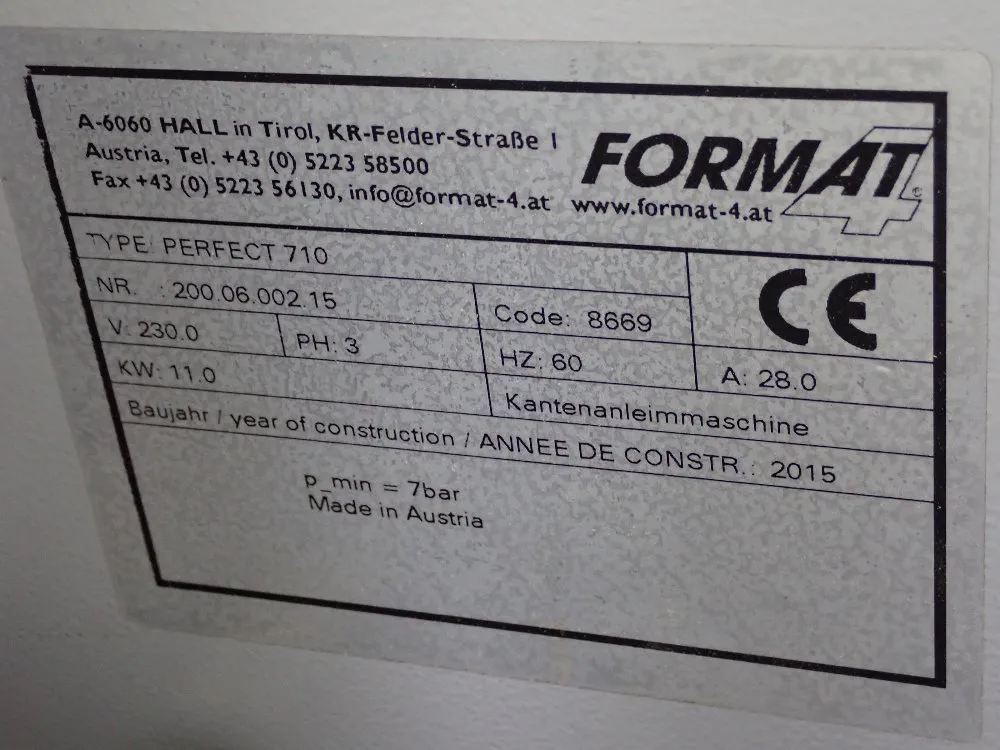 A-6060 HALL in Tirol, KR-Felder-Straße 1
Austria, Tel. +43 (0) 5223 58500
Fax +43 (0) 5223 56130, info@format-4.at www.format-4.at
FORMAT 4
TYPE: PERFECT 710
CE
NR. : 200.06.002.15 Code: 8669
V: 230.0 PH: 3 HZ: 60 A: 28.0
KW: 11.0 Kantenanleimmaschine
Baujahr / year of construction / ANNEE DE CONSTR.: 2015
p_min = 7bar
Made in Austria